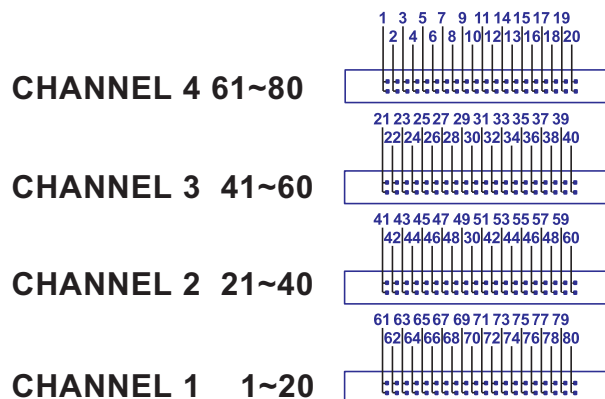 1 3 5 7 9 11 14 15 17 19
2 4 6 8 10 12 13 16 18 20
CHANNEL 4 61~80
21 23 25 27 29 31 33 35 37 39
22 24 26 28 30 32 34 36 38 40
CHANNEL 3 41~60
41 43 45 47 49 51 53 55 57 59
42 44 46 48 30 42 44 46 48 60
CHANNEL 2 21~40
61 63 65 67 69 71 73 75 77 79
62 64 66 68 70 72 74 76 78 80
CHANNEL 1 1~20